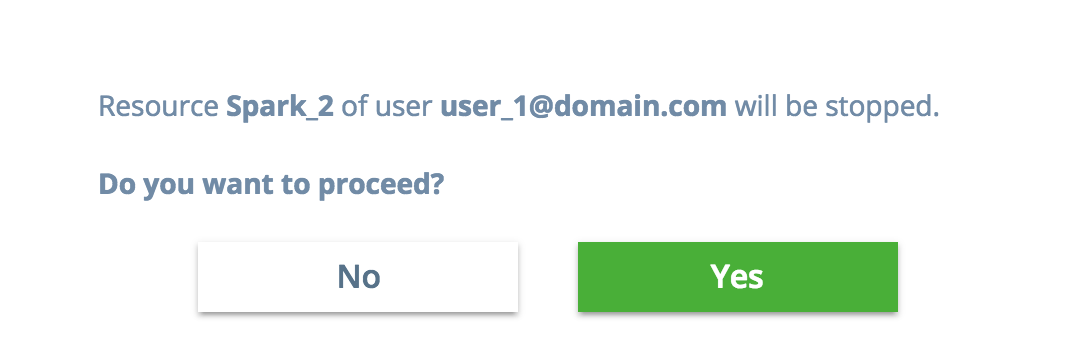 Resource Spark_2 of user user_1@domain.com will be stopped.
Do you want to proceed?
No
Yes